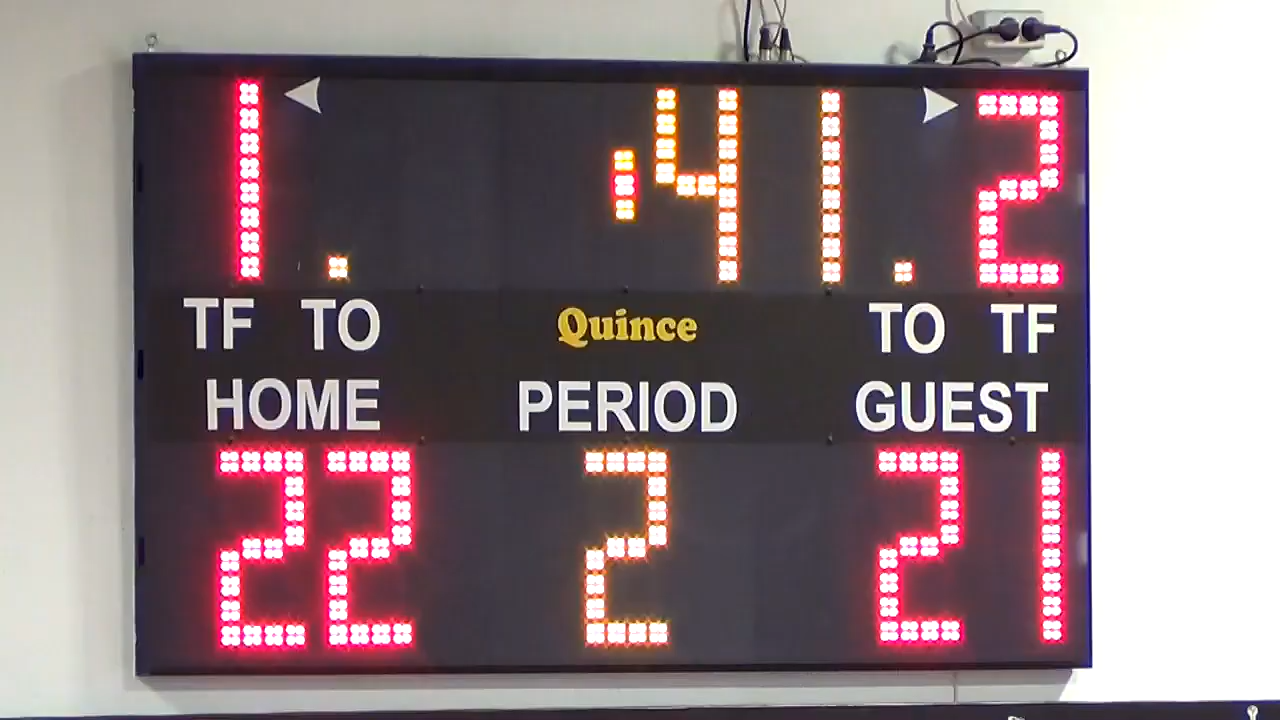 1 . 41 . 2
TF TO Quince TO TF
HOME PERIOD GUEST
22 2 21